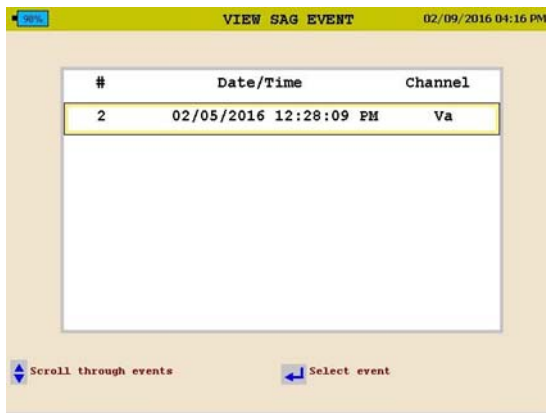 98% VIEW SAG EVENT 02/09/2016 04:16 PM
# Date/Time Channel
2 02/05/2016 12:28:09 PM Va
Scroll through events Select event